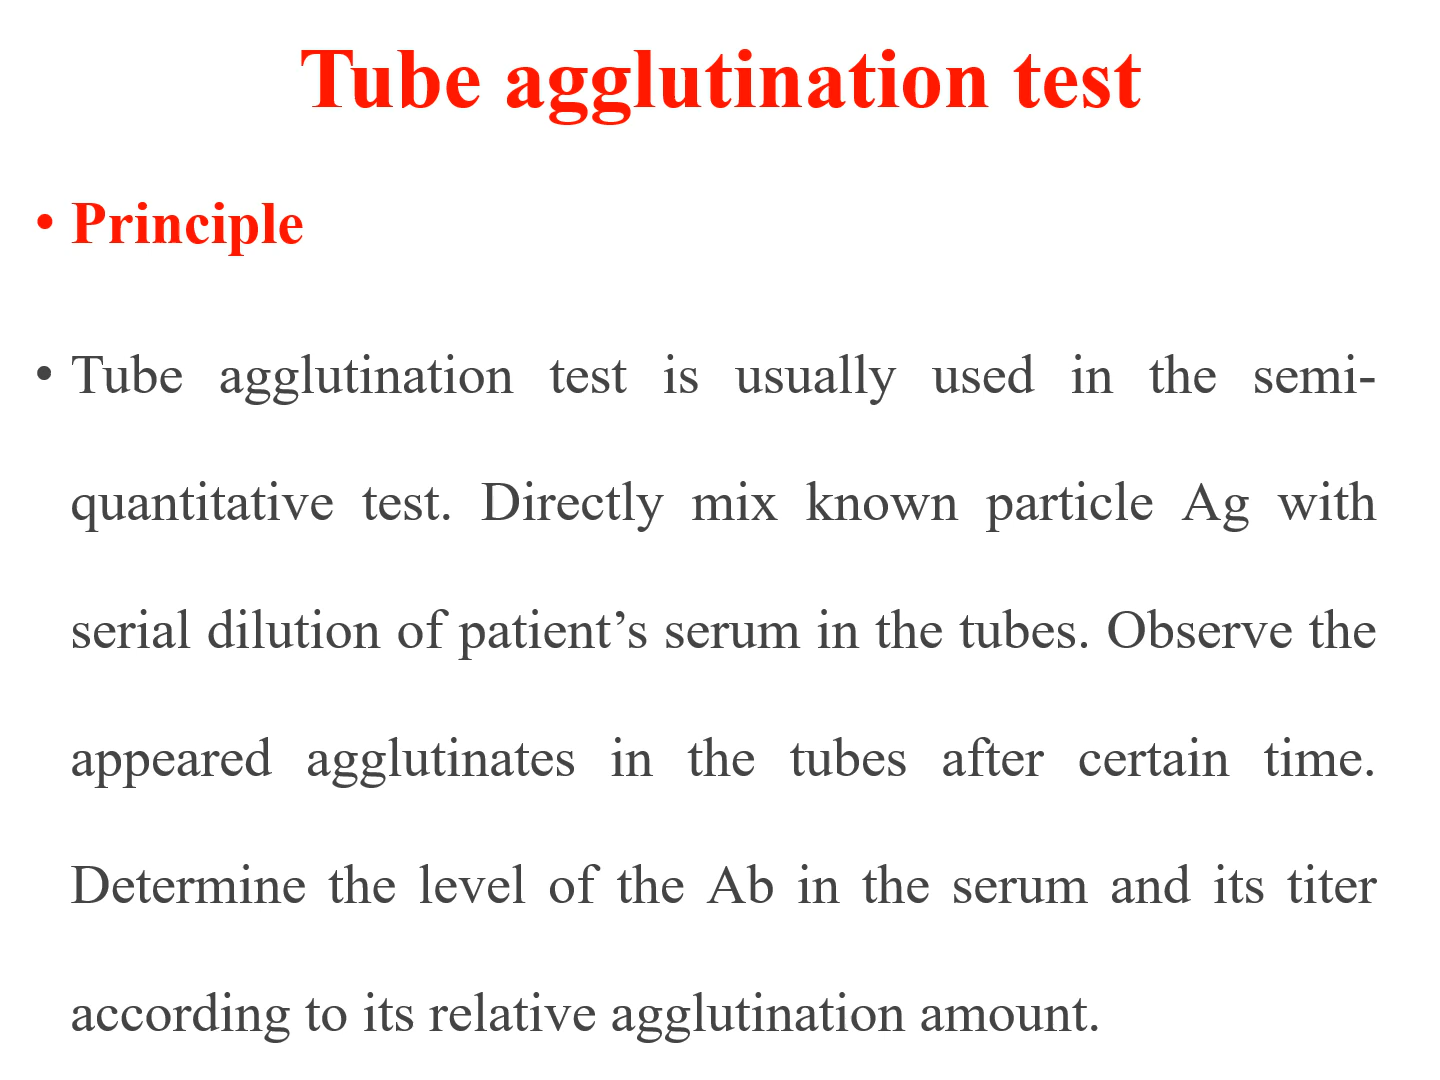 Tube agglutination test
• Principle
• Tube agglutination test is usually used in the semi-
quantitative test. Directly mix known particle Ag with
serial dilution of patient’s serum in the tubes. Observe the
appeared agglutinates in the tubes after certain time.
Determine the level of the Ab in the serum and its titer
according to its relative agglutination amount.